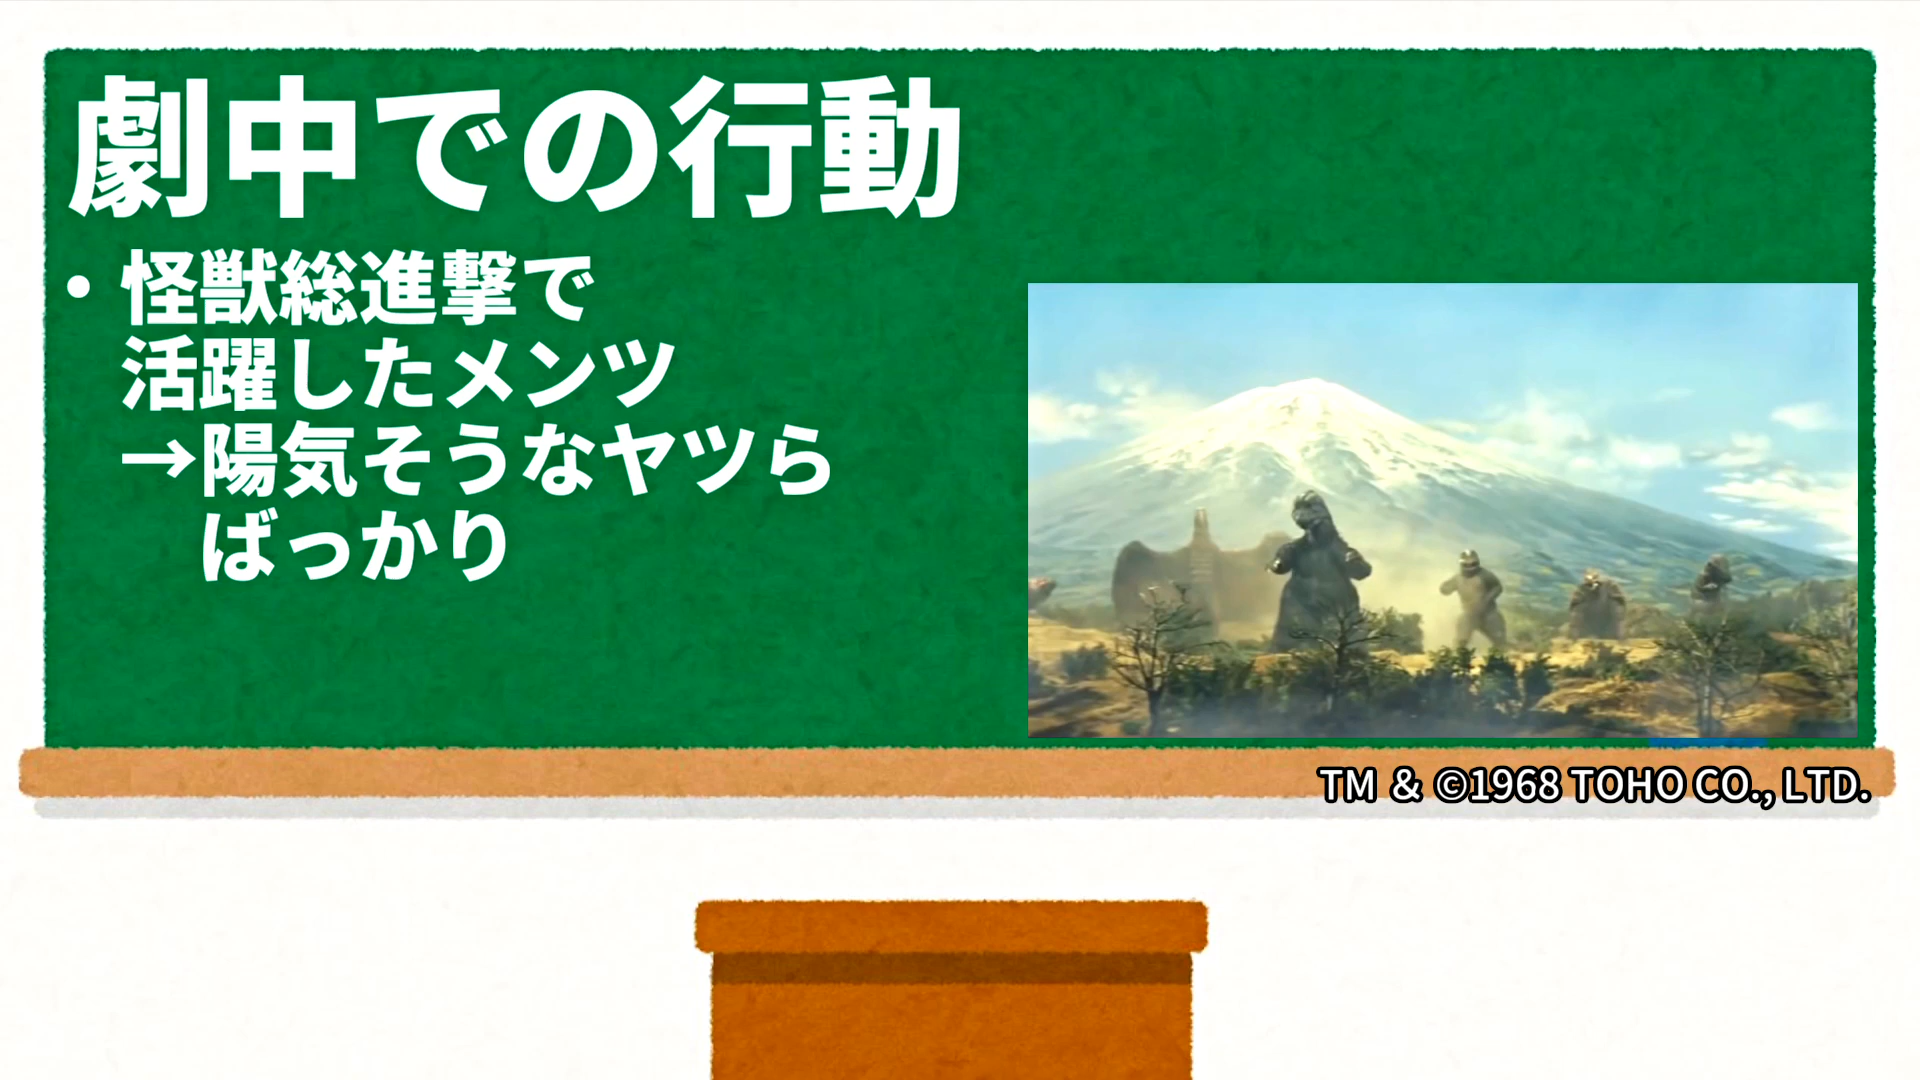 劇中での行動
・怪獣総進撃で
活躍したメンツ
→陽気そうなヤツら
ばっかり
TM & ©1968 TOHO CO., LTD.